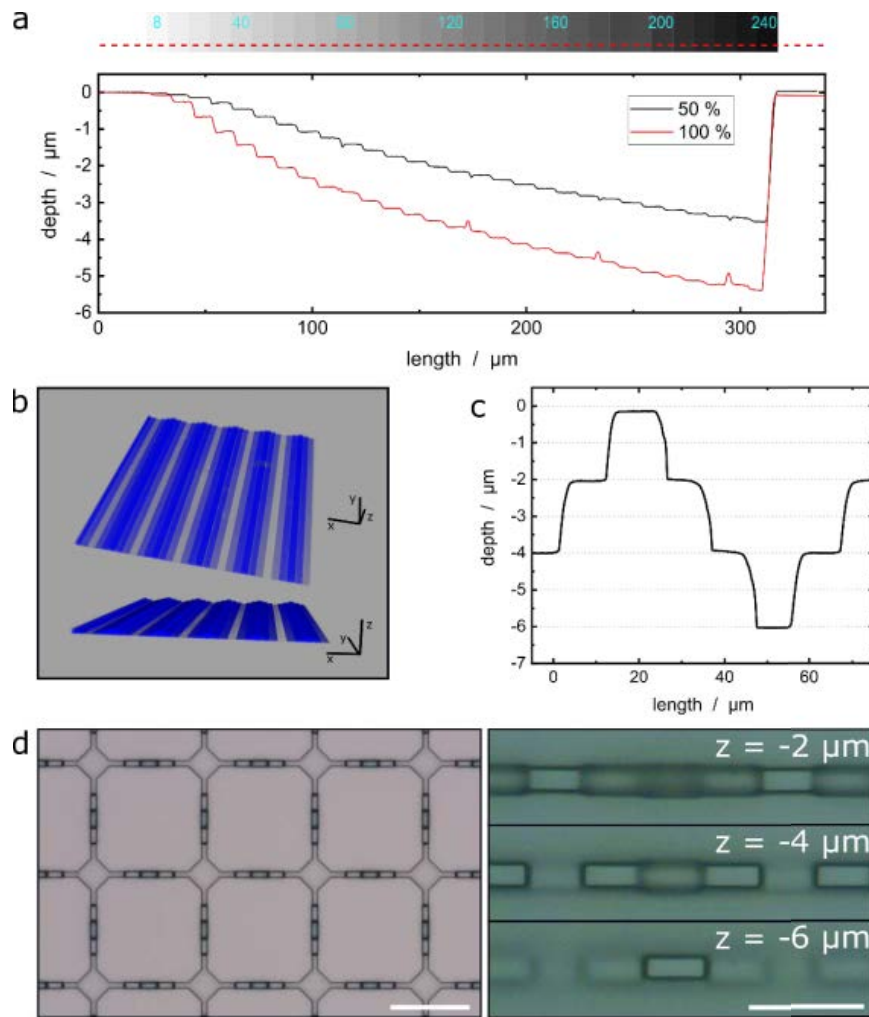 a
8 40 80 120 160 200 240
50 %
100 %
0
-1
-2
-3
-4
-5
-6
depth / µm
0 100 200 300
length / µm
b
y
z
x
z
y
x
c
0
-1
-2
-3
-4
-5
-6
-7
depth / µm
0 20 40 60
length / µm
d
z = -2 µm
z = -4 µm
z = -6 µm